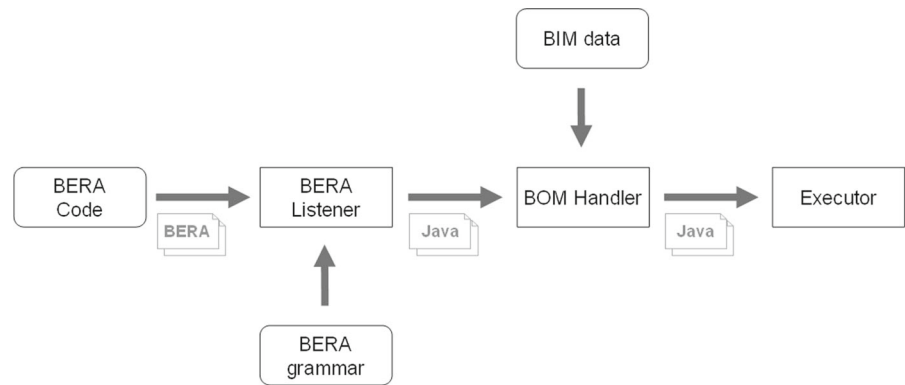 BIM data
BERA
Code
BERA
Listener
BOM Handler
Executor
BERA
Java
Java
BERA
grammar